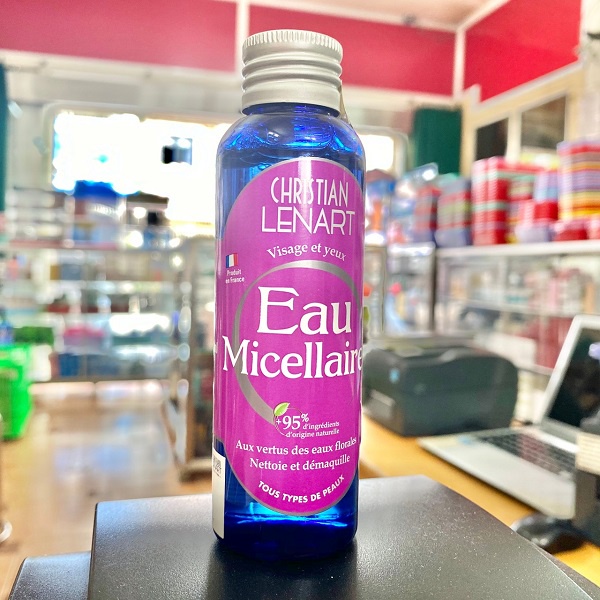 CHRISTIAN
LENART
Visage et yeux
Produit
en France
Eau
Micellaire
+95%
d'ingrédients
d'origine naturelle
Aux vertus des eaux florales
Nettoie et démaquille
TOUS TYPES DE PEAUX